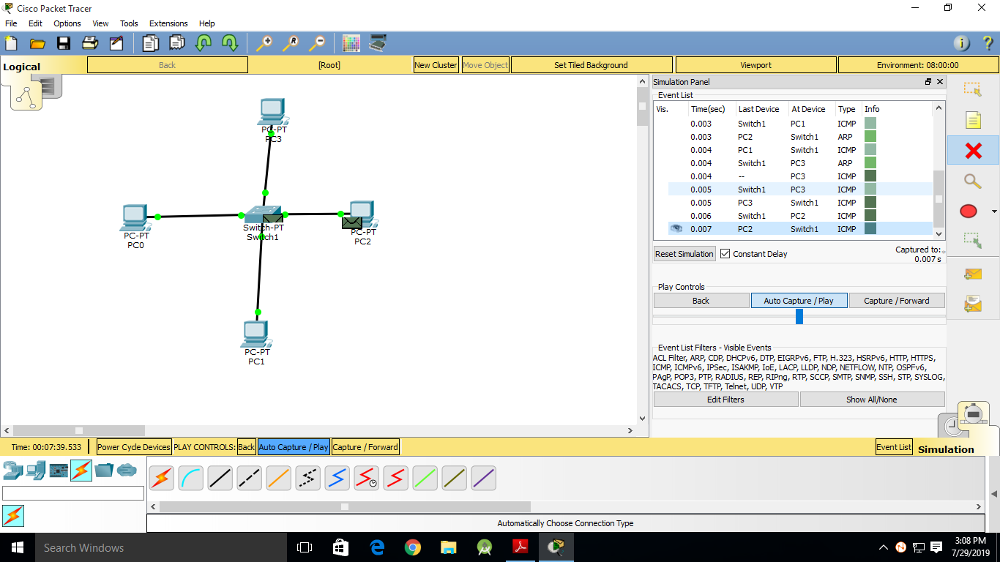 Cisco Packet Tracer
File Edit Options View Tools Extensions Help
Logical
Back
[Root]
New Cluster
Move Object
Set Tiled Background
Viewport
Environment: 08:00:00
PC-PT
PC3
PC-PT
PC0
Switch-PT
Switch1
PC-PT
PC2
PC-PT
PC1
Simulation Panel
Event List
Vis. Time(sec) Last Device At Device Type Info
0.003 Switch1 PC1 ICMP
0.003 PC2 Switch1 ARP
0.004 PC1 Switch1 ICMP
0.004 Switch1 PC3 ARP
0.004 -- PC3 ICMP
0.005 Switch1 PC3 ICMP
0.005 PC3 Switch1 ICMP
0.006 Switch1 PC2 ICMP
0.007 PC2 Switch1 ICMP
Reset Simulation
Constant Delay
Captured to: *
0.007 s
Play Controls
Back
Auto Capture / Play
Capture / Forward
Event List Filters - Visible Events
ACL Filter, ARP, CDP, DHCPv6, DTP, EIGRPv6, FTP, H.323, HSRPv6, HTTP, HTTPS,
ICMP, ICMPv6, IPSec, ISAKMP, IoE, LACP, LLDP, NDP, NETFLOW, NTP, OSPFv6,
PAgP, POP3, PTP, RADIUS, REP, RIPng, RTP, SCCP, SMTP, SNMP, SSH, STP, SYSLOG,
TACACS, TCP, TFTP, Telnet, UDP, VTP
Edit Filters
Show All/None
Time: 00:07:39.533
Power Cycle Devices
PLAY CONTROLS:
Back
Auto Capture / Play
Capture / Forward
Event List
Simulation
Automatically Choose Connection Type
Search Windows
3:08 PM
7/29/2019